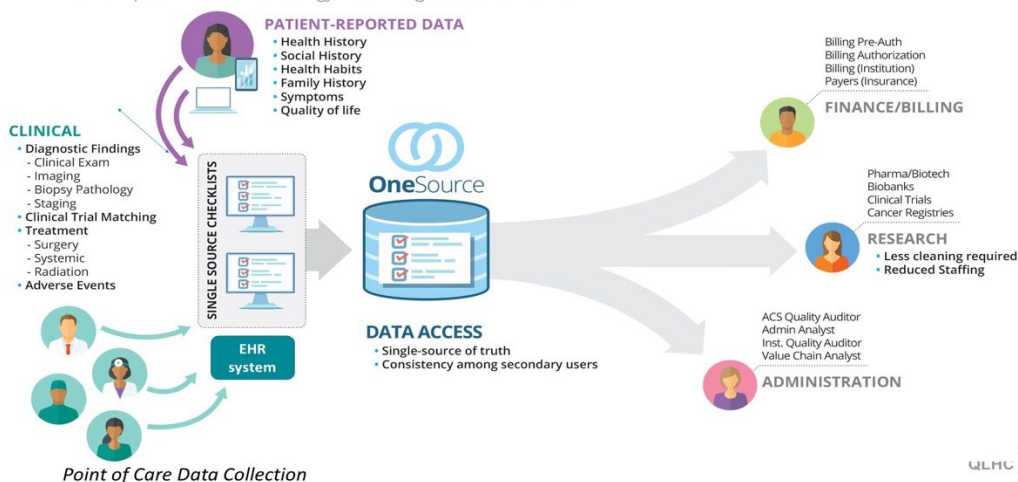 PATIENT-REPORTED DATA
• Health History
• Social History
• Health Habits
• Family History
• Symptoms
• Quality of life
CLINICAL
• Diagnostic Findings
- Clinical Exam
- Imaging
- Biopsy Pathology
- Staging
• Clinical Trial Matching
• Treatment
- Surgery
- Systemic
- Radiation
• Adverse Events
SINGLE SOURCE CHECKLISTS
EHR
system
Point of Care Data Collection
OneSource
DATA ACCESS
• Single-source of truth
• Consistency among secondary users
Billing Pre-Auth
Billing Authorization
Billing (Institution)
Payers (Insurance)
FINANCE/BILLING
Pharma/Biotech
Biobanks
Clinical Trials
Cancer Registries
RESEARCH
• Less cleaning required
• Reduced Staffing
ACS Quality Auditor
Admin Analyst
Inst. Quality Auditor
Value Chain Analyst
ADMINISTRATION